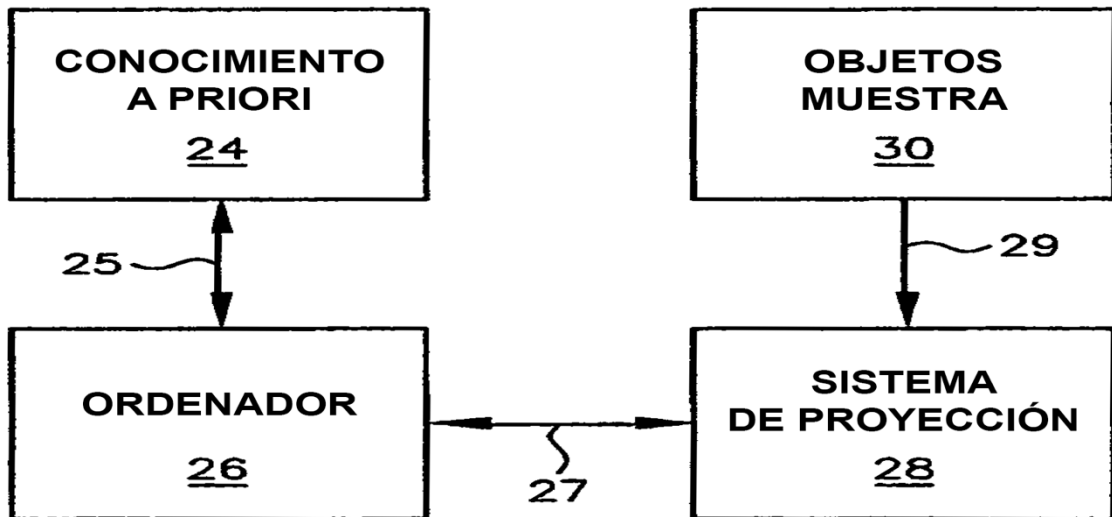 CONOCIMIENTO
A PRIORI
24
OBJETOS
MUESTRA
30
25
29
ORDENADOR
26
27
SISTEMA
DE PROYECCIÓN
28